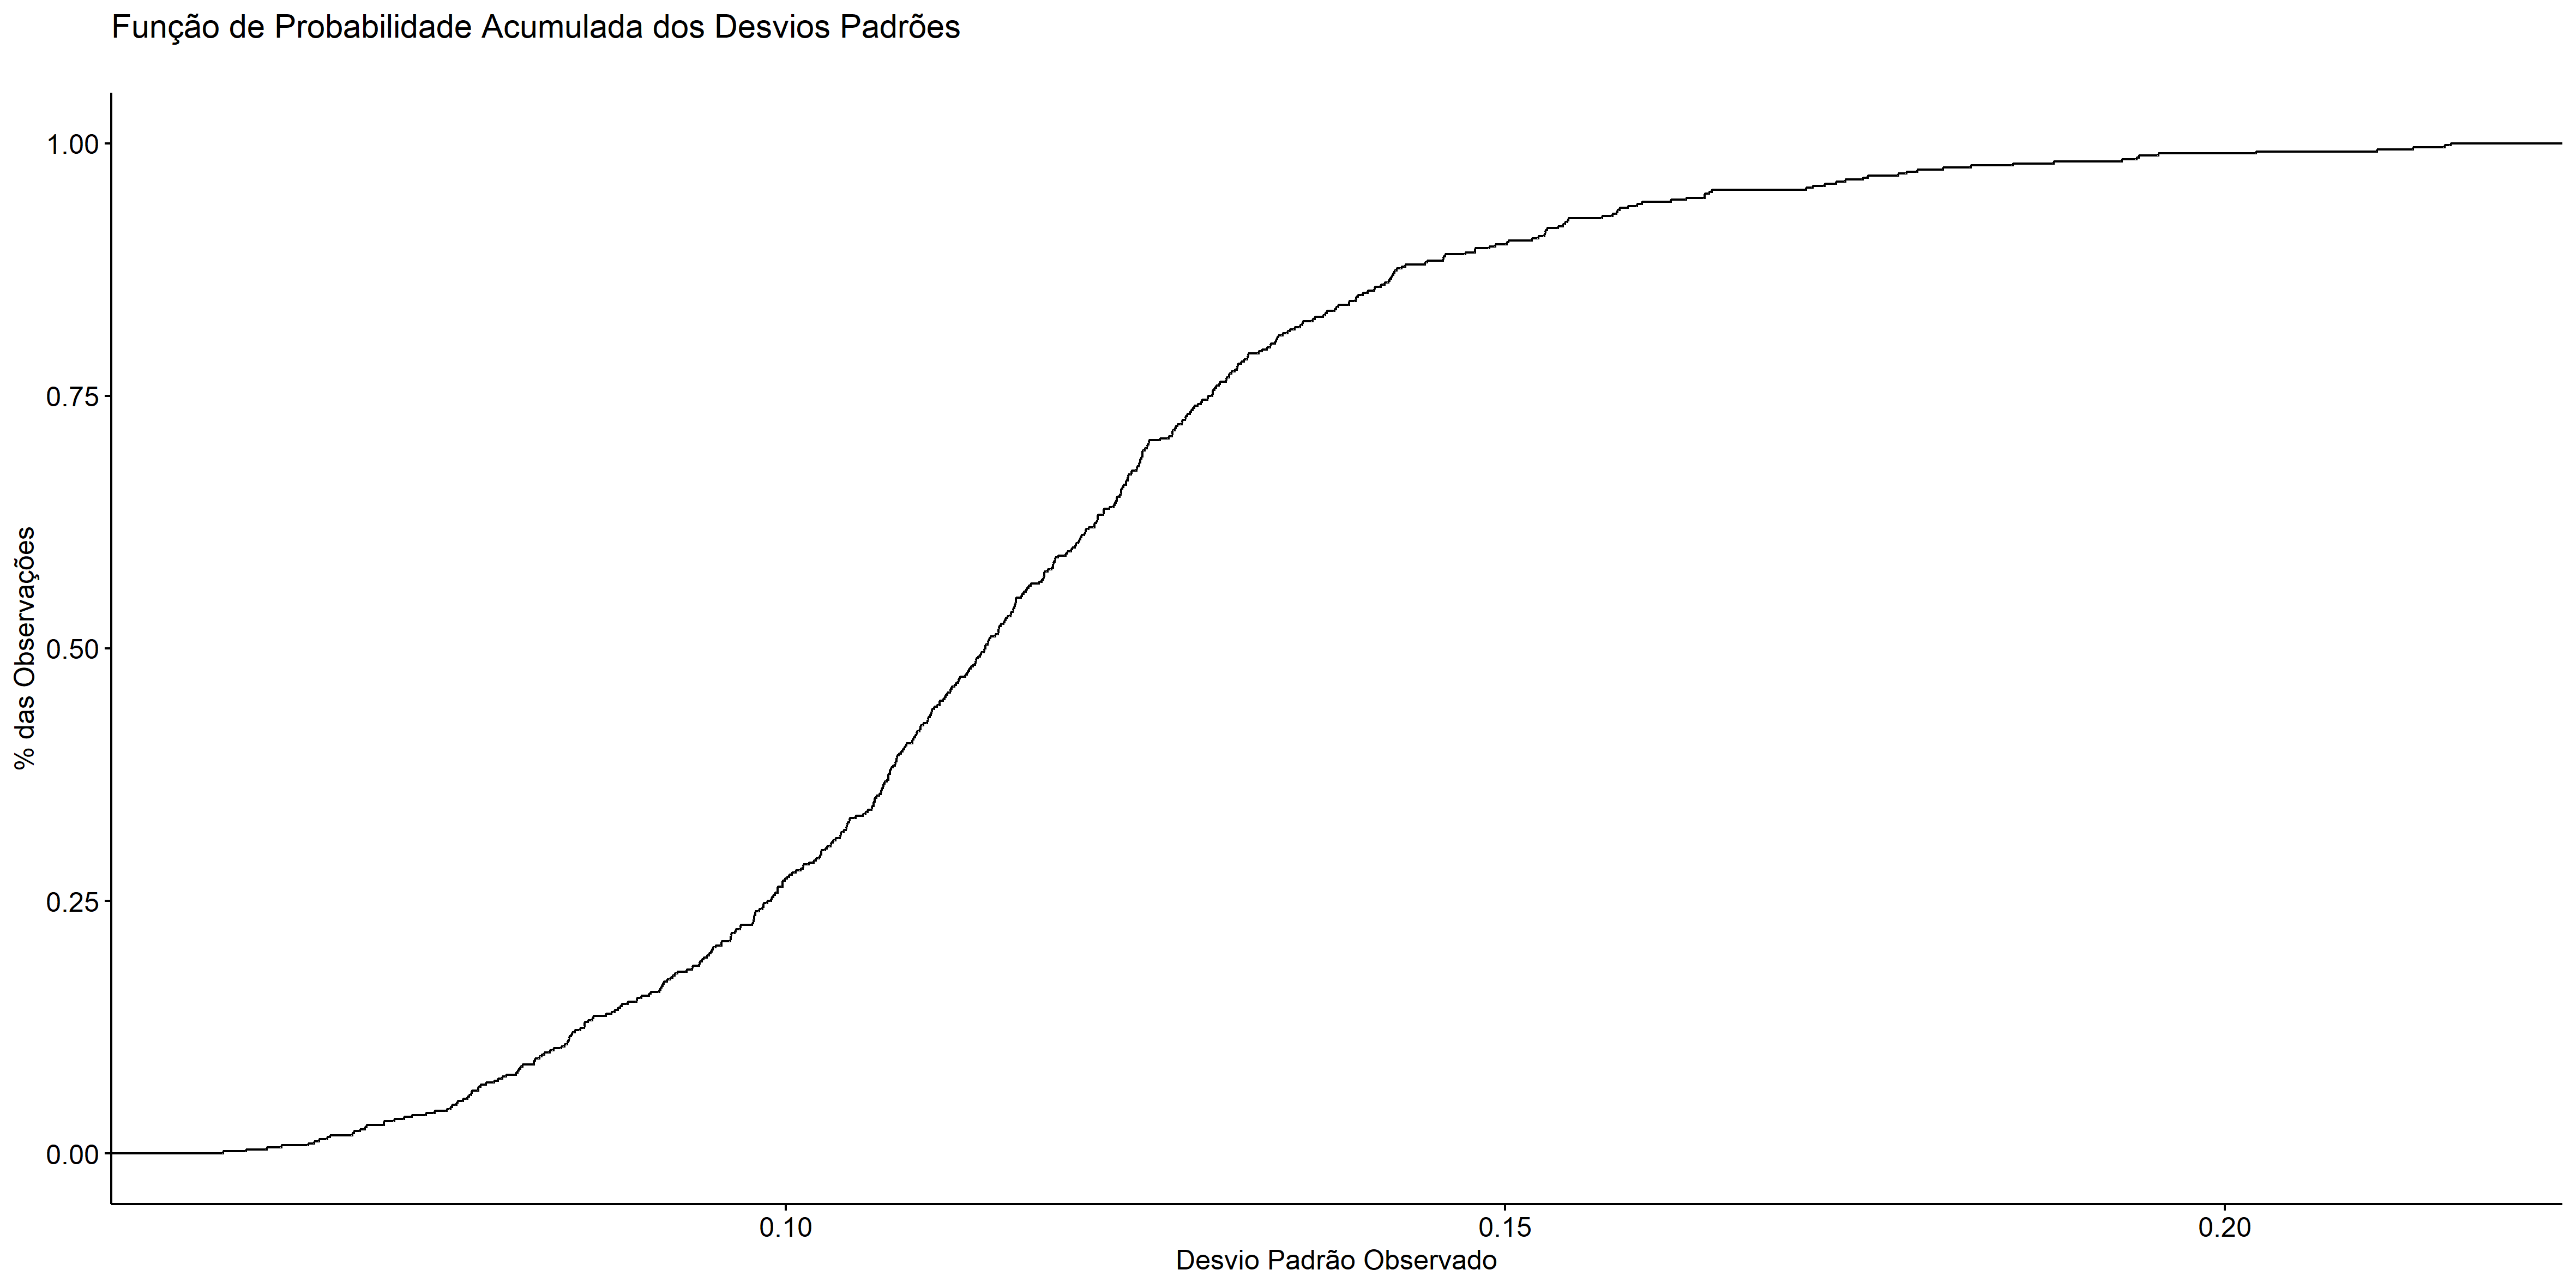 Função de Probabilidade Acumulada dos Desvios Padrões
1.00
0.75
0.50
0.25
0.00
% das Observações
0.10
0.15
0.20
Desvio Padrão Observado